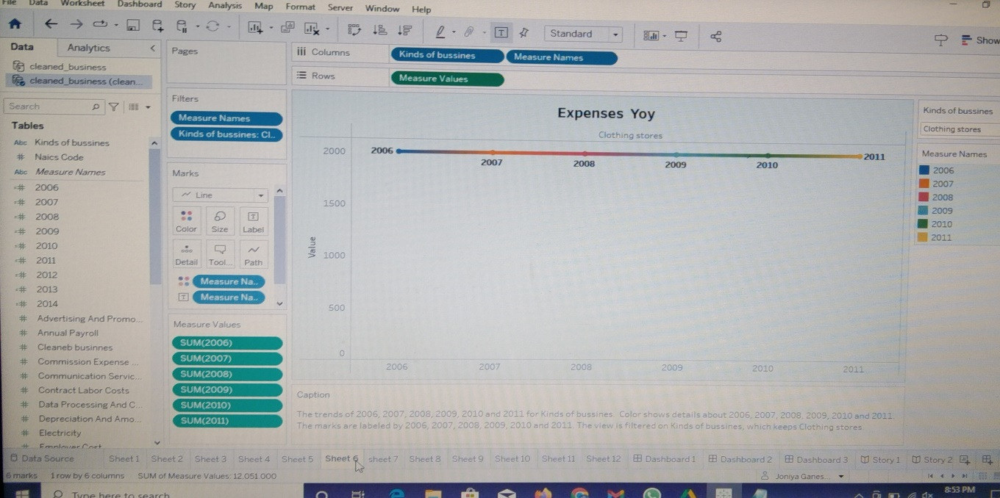 File Data Worksheet Dashboard Story Analysis Map Format Server Window Help
Standard
Show
Data Analytics
cleaned_business
cleaned_business (clean...
Search
Tables
Abc Kinds of bussines
# Naics Code
Abc Measure Names
=# 2006
=# 2007
=# 2008
=# 2009
=# 2010
=# 2011
=# 2012
=# 2013
=# 2014
# Advertising And Promo...
# Annual Payroll
# Cleaneb businnes
# Commission Expense ...
# Communication Servic...
# Contract Labor Costs
# Data Processing And C...
# Depreciation And Amo...
# Electricity
# Employer Cost
Pages
Filters
Measure Names
Kinds of bussines: Cl..
Marks
Line
Color Size Label
Detail Tool... Path
Measure Na..
Measure Na..
Measure Values
SUM(2006)
SUM(2007)
SUM(2008)
SUM(2009)
SUM(2010)
SUM(2011)
Columns Kinds of bussines Measure Names
Rows Measure Values
Expenses Yoy
Clothing stores
2000
1500
1000
500
0
Value
2006
2007
2008
2009
2010
2011
2006 2007 2008 2009 2010 2011
Caption
The trends of 2006, 2007, 2008, 2009, 2010 and 2011 for Kinds of bussines. Color shows details about 2006, 2007, 2008, 2009, 2010 and 2011.
The marks are labeled by 2006, 2007, 2008, 2009, 2010 and 2011. The view is filtered on Kinds of bussines, which keeps Clothing stores.
Kinds of bussines
Clothing stores
Measure Names
2006
2007
2008
2009
2010
2011
Data Source Sheet 1 Sheet 2 Sheet 3 Sheet 4 Sheet 5 Sheet 6 sheet 7 Sheet 8 Sheet 9 Sheet 10 Sheet 11 Sheet 12 Dashboard 1 Dashboard 2 Dashboard 3 Story 1 Story 2
6 marks 1 row by 6 columns SUM of Measure Values: 12,051.000 Joniya Ganes...
Type here to search
8:53 PM